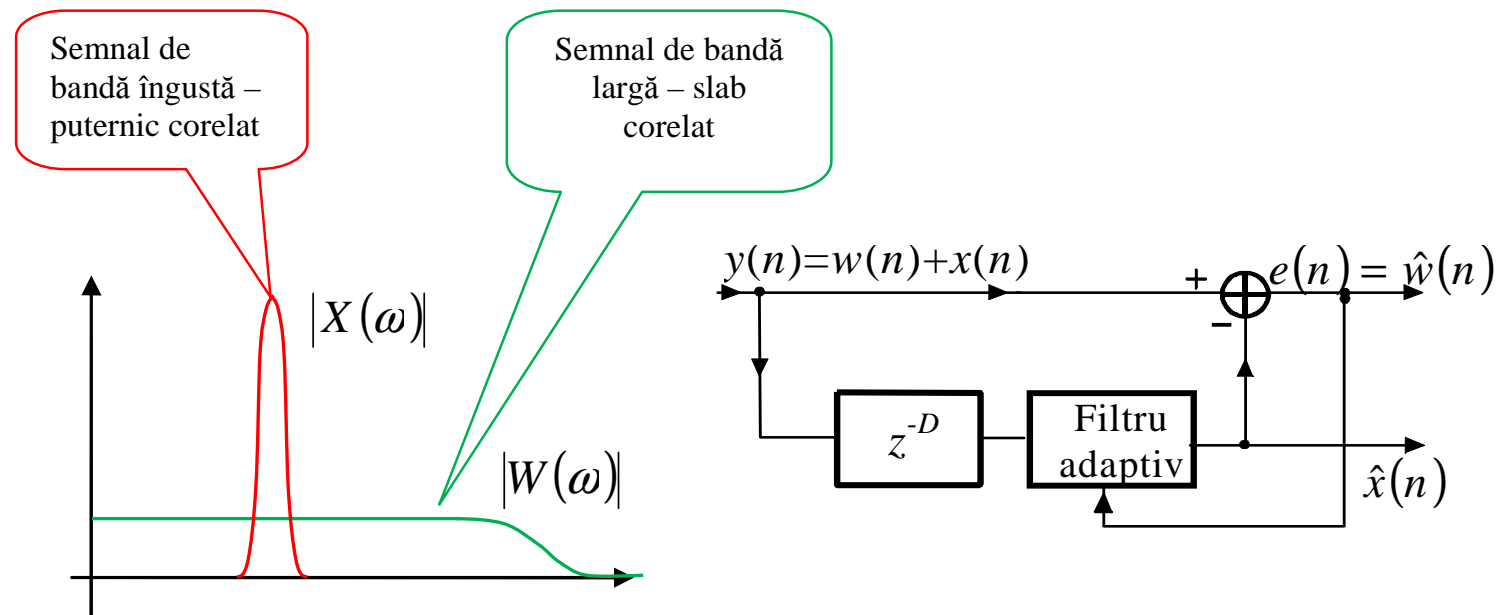 Semnal de
bandă îngustă –
puternic corelat
Semnal de bandă
largă – slab
corelat
|X(ω)|
|W(ω)|
y(n)=w(n)+x(n)
+
e(n) = ŵ(n)
-
z^-D
Filtru
adaptiv
x̂(n)